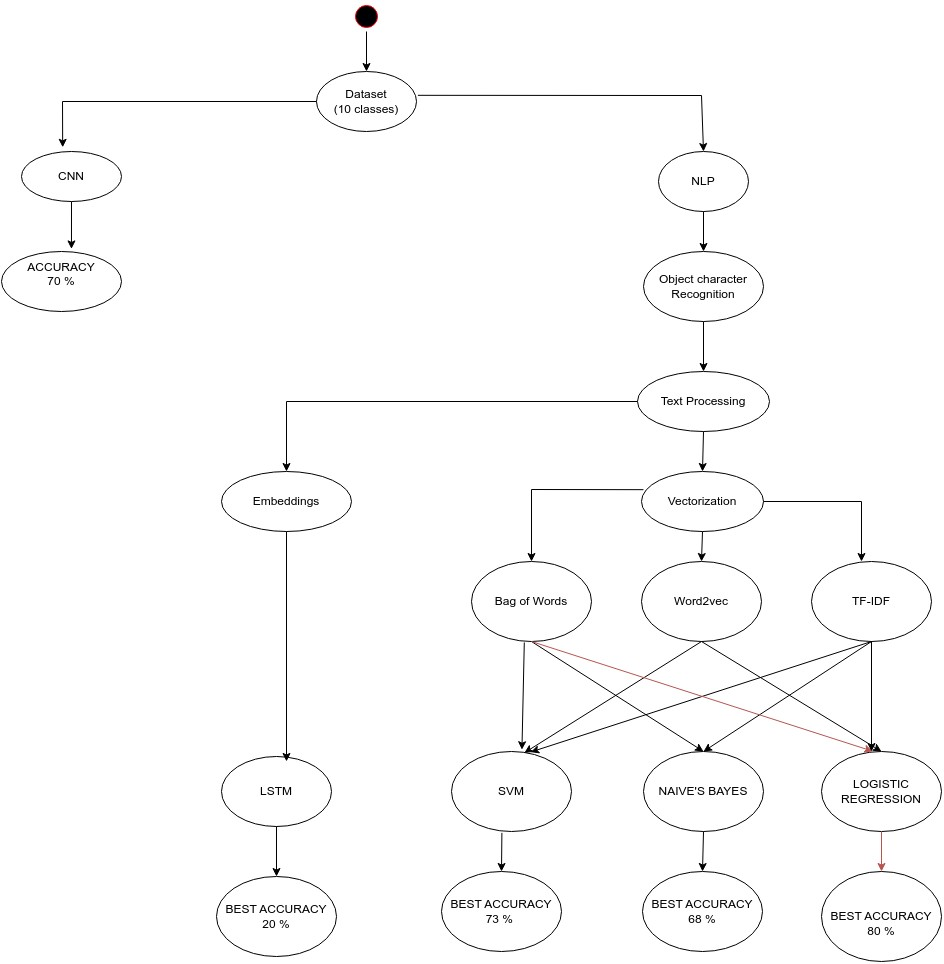 Dataset
(10 classes)
CNN
NLP
ACCURACY
70 %
Object character
Recognition
Text Processing
Embeddings
Vectorization
Bag of Words
Word2vec
TF-IDF
LSTM
SVM
NAIVE'S BAYES
LOGISTIC
REGRESSION
BEST ACCURACY
20 %
BEST ACCURACY
73 %
BEST ACCURACY
68 %
BEST ACCURACY
80 %